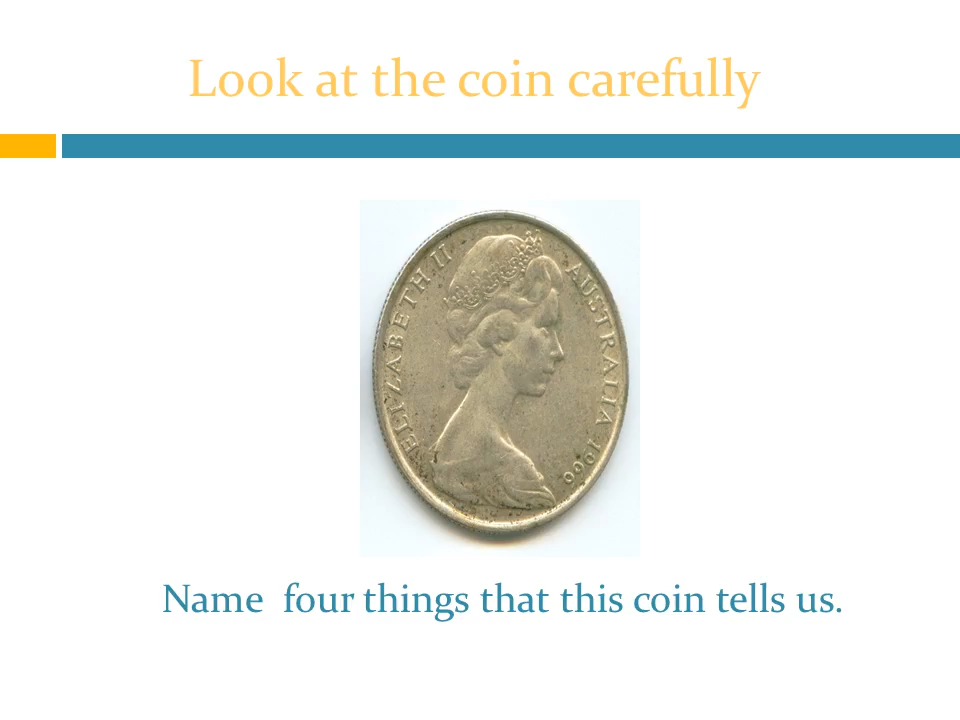 Look at the coin carefully
ELIZABETH II
AUSTRALIA 1966
Name  four things that this coin tells us.